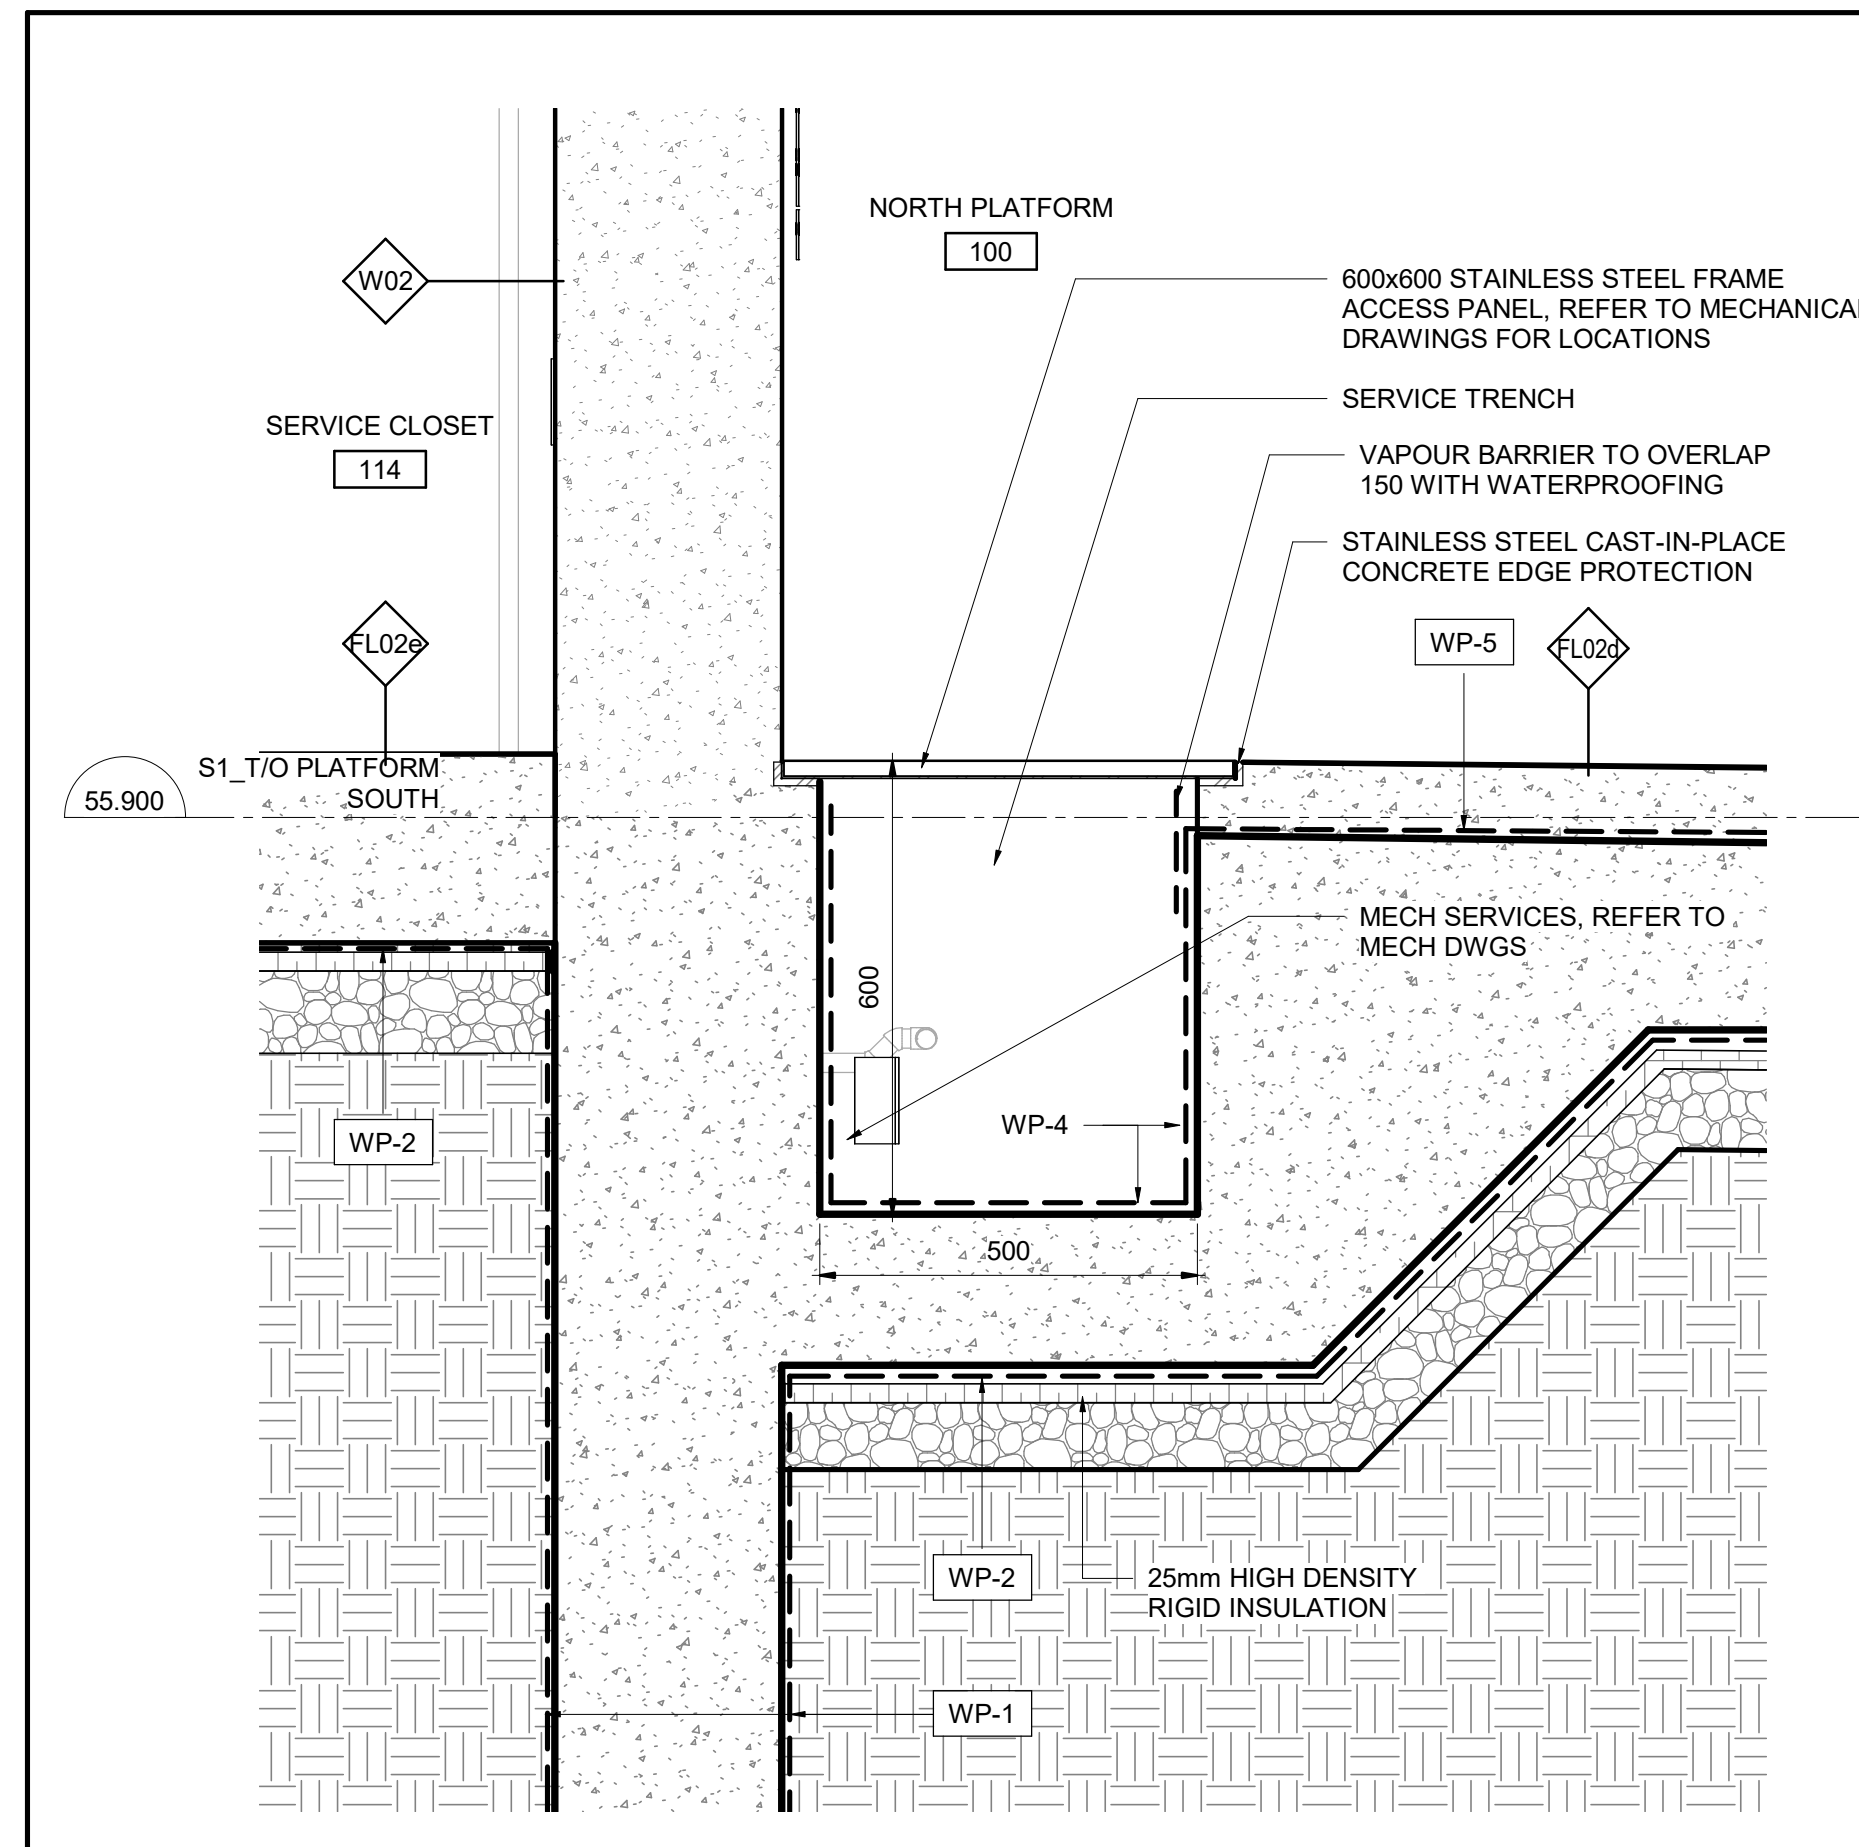 NORTH PLATFORM
100
W02
600x600 STAINLESS STEEL FRAME
ACCESS PANEL, REFER TO MECHANICAL
DRAWINGS FOR LOCATIONS
SERVICE TRENCH
SERVICE CLOSET
114
VAPOUR BARRIER TO OVERLAP
150 WITH WATERPROOFING
STAINLESS STEEL CAST-IN-PLACE
CONCRETE EDGE PROTECTION
FL02e
WP-5
FL02d
S1_T/O PLATFORM
SOUTH
55.900
MECH SERVICES, REFER TO
MECH DWGS
600
WP-4
WP-2
500
WP-2
25mm HIGH DENSITY
RIGID INSULATION
WP-1